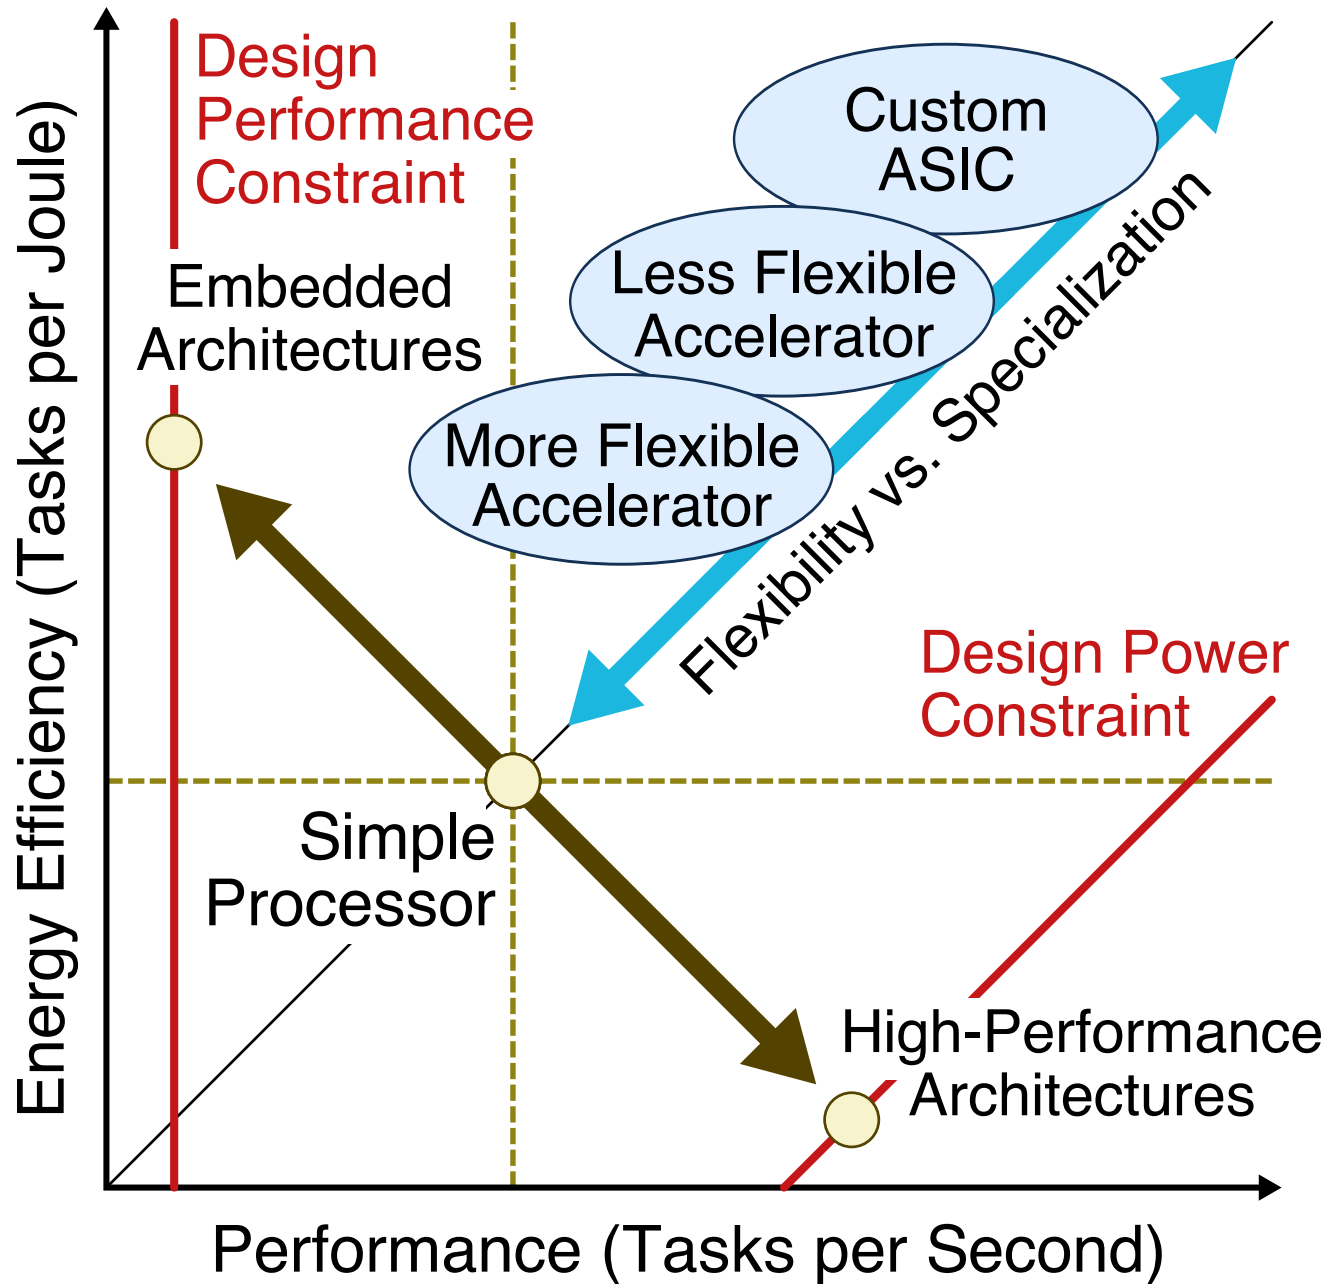 Design
Performance
Constraint
Custom
ASIC
Embedded
Architectures
Less Flexible
Accelerator
More Flexible
Accelerator
Flexibility vs. Specialization
Design Power
Constraint
Simple
Processor
High-Performance
Architectures
Energy Efficiency (Tasks per Joule)
Performance (Tasks per Second)